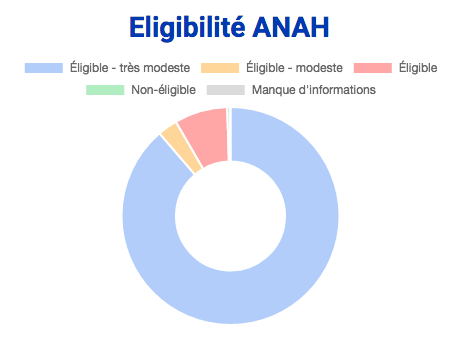 Eligibilité ANAH
Éligible - très modeste Éligible - modeste Éligible
Non-éligible Manque d'informations